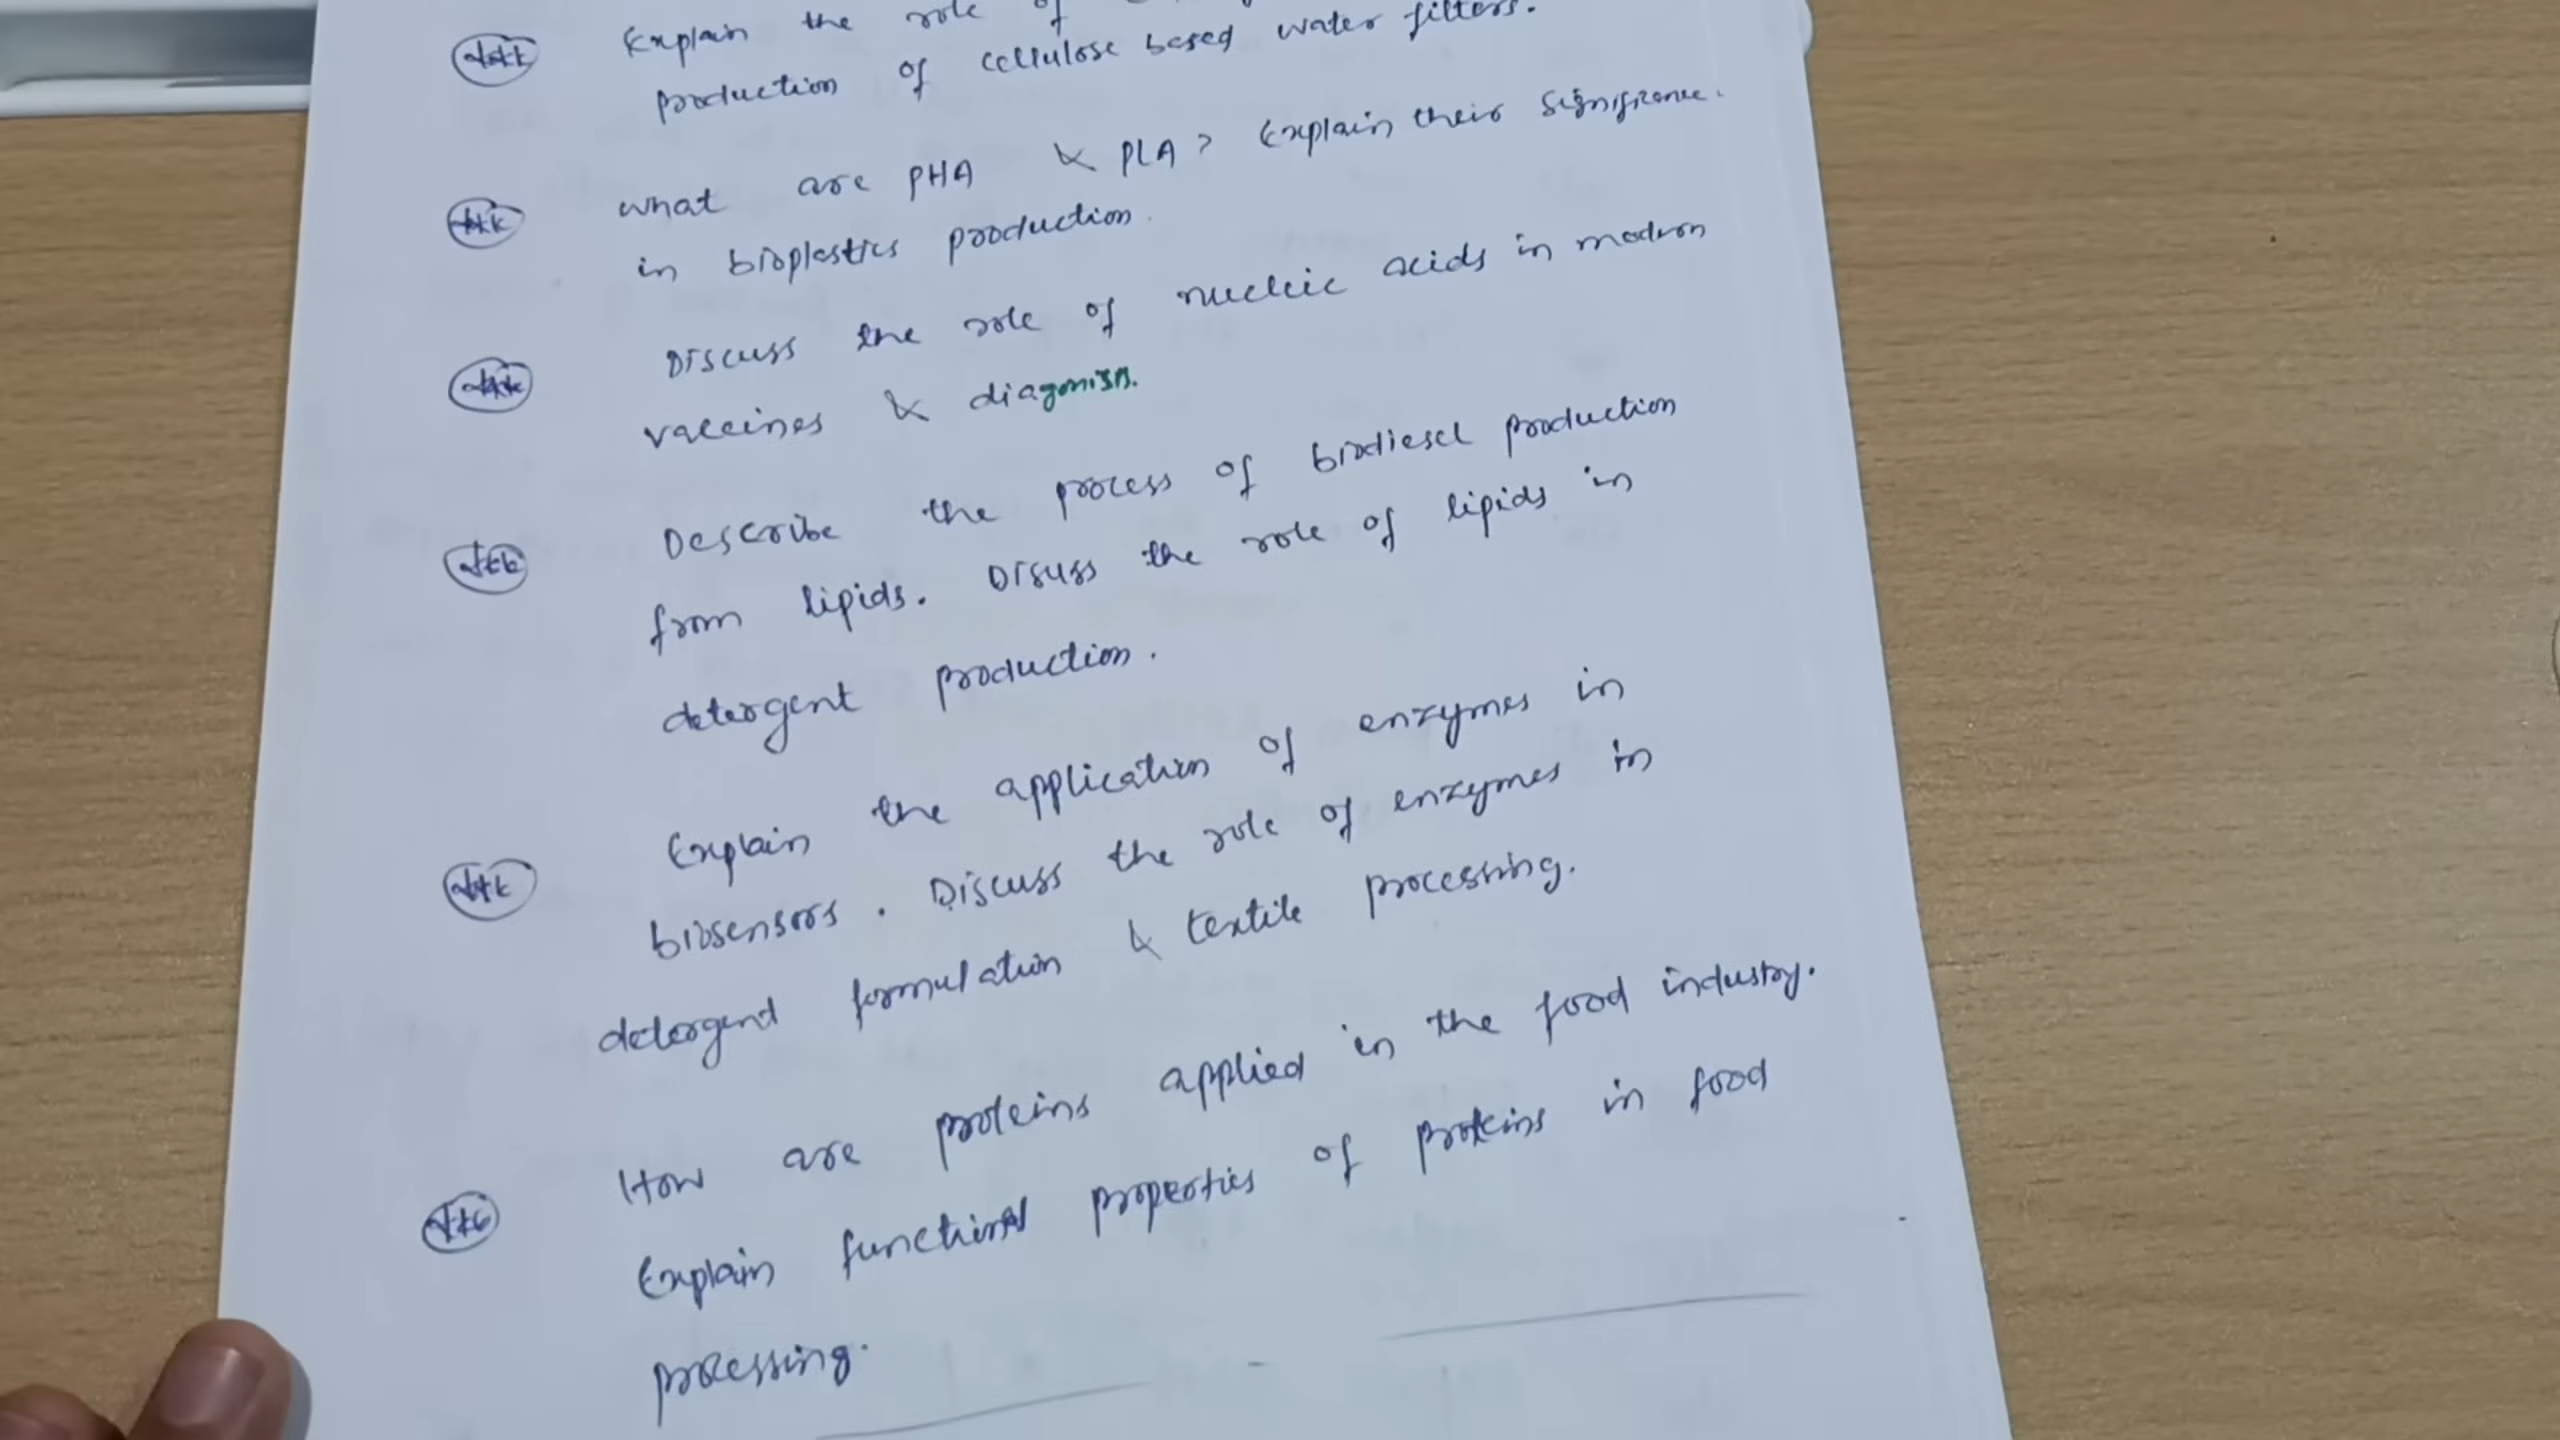 Explain the role of
production of cellulose based water filters.
what are PHA & PLA? Explain their significance.
in bioplastics production.
Discuss the role of nucleic acids in modern
vaccines & diagonisis.
Describe the process of biodiesel production
from lipids. Disuss the role of lipids in
detergent production.
Explain the application of enzymes in
biosensors. Discuss the role of enzymes in
detergent formulation & textile processing.
How are proteins applied in the food industry.
Explain functional properties of proteins in food
processing.